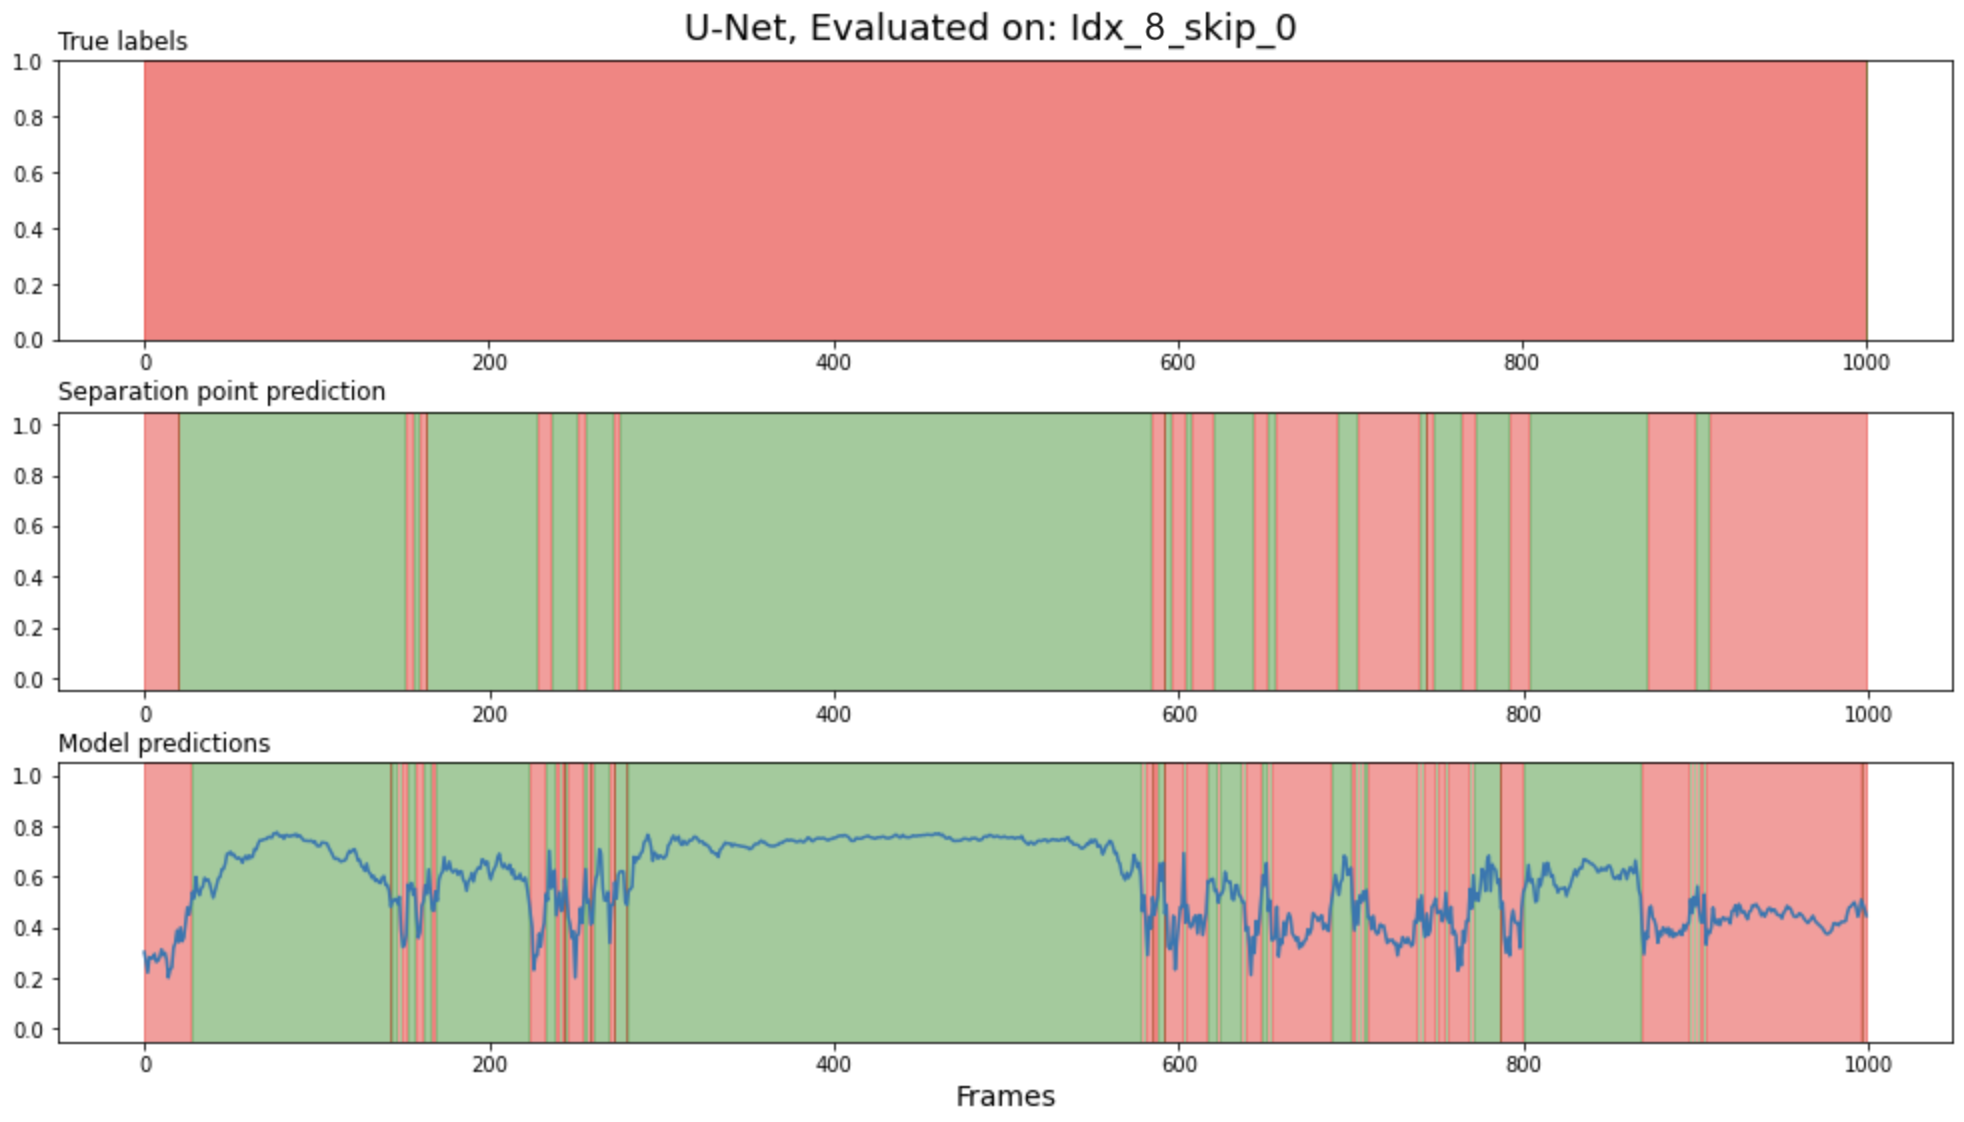 U-Net, Evaluated on: Idx_8_skip_0
True labels
1.0
0.8
0.6
0.4
0.2
0.0
0 200 400 600 800 1000
Separation point prediction
1.0
0.8
0.6
0.4
0.2
0.0
0 200 400 600 800 1000
Model predictions
1.0
0.8
0.6
0.4
0.2
0.0
0 200 400 600 800 1000
Frames